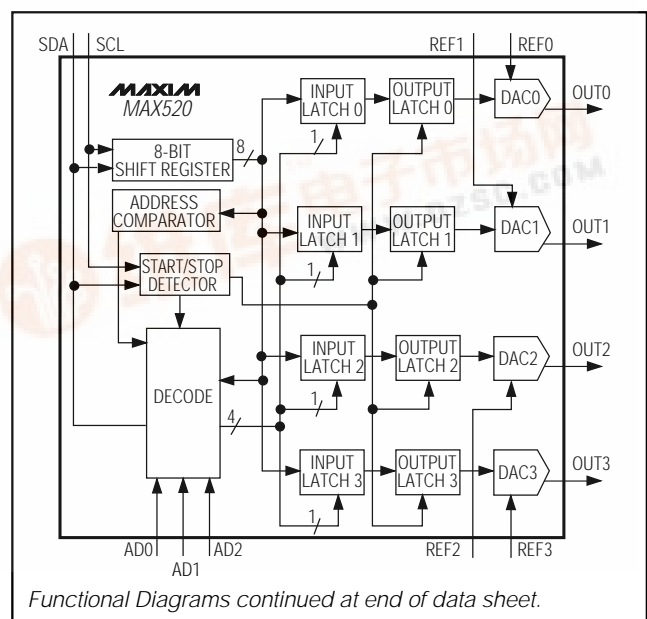 SDA SCL REF1 REF0
MAXIM
MAX520
INPUT
LATCH 0
OUTPUT
LATCH 0
DAC0
OUT0
1
8-BIT
SHIFT REGISTER
8
ADDRESS
COMPARATOR
INPUT
LATCH 1
OUTPUT
LATCH 1
DAC1
OUT1
1
START/STOP
DETECTOR
DECODE
4
INPUT
LATCH 2
OUTPUT
LATCH 2
DAC2
OUT2
1
INPUT
LATCH 3
OUTPUT
LATCH 3
DAC3
OUT3
1
AD0 AD1 AD2 REF2 REF3
Functional Diagrams continued at end of data sheet.